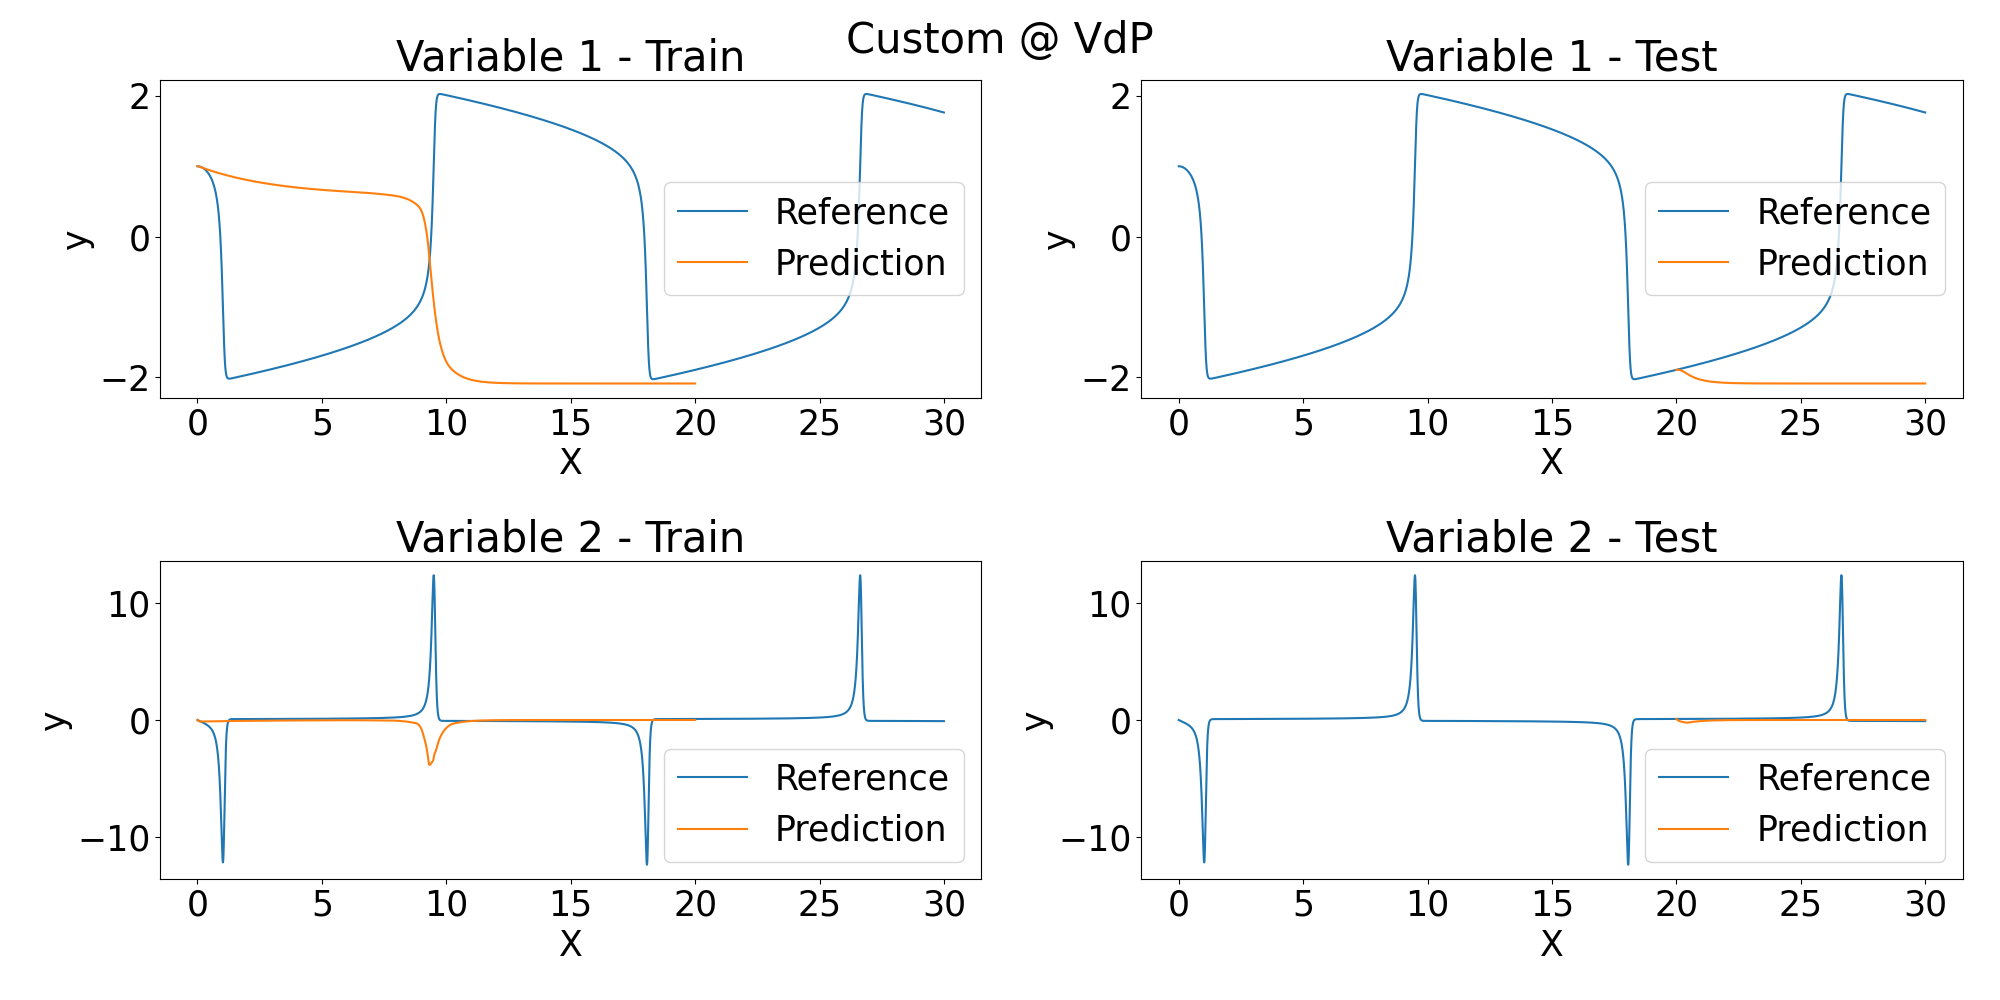 Custom @ VdP
Variable 1 - Train
2
0
−2
y
0 5 10 15 20 25 30
X
Reference
Prediction
Variable 1 - Test
2
0
−2
y
0 5 10 15 20 25 30
X
Reference
Prediction
Variable 2 - Train
10
0
−10
y
0 5 10 15 20 25 30
X
Reference
Prediction
Variable 2 - Test
10
0
−10
y
0 5 10 15 20 25 30
X
Reference
Prediction